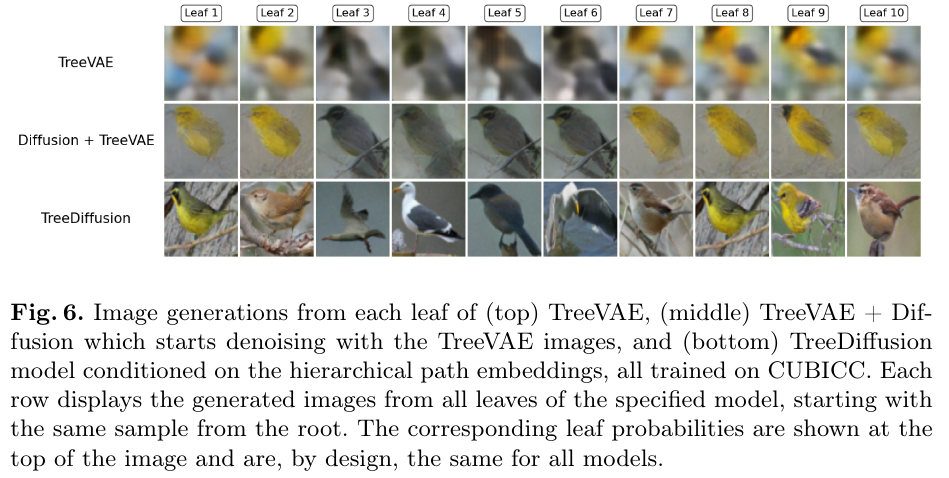 Leaf 1 Leaf 2 Leaf 3 Leaf 4 Leaf 5 Leaf 6 Leaf 7 Leaf 8 Leaf 9 Leaf 10
TreeVAE
Diffusion + TreeVAE
TreeDiffusion
Fig. 6. Image generations from each leaf of (top) TreeVAE, (middle) TreeVAE + Dif-
fusion which starts denoising with the TreeVAE images, and (bottom) TreeDiffusion
model conditioned on the hierarchical path embeddings, all trained on CUBICC. Each
row displays the generated images from all leaves of the specified model, starting with
the same sample from the root. The corresponding leaf probabilities are shown at the
top of the image and are, by design, the same for all models.